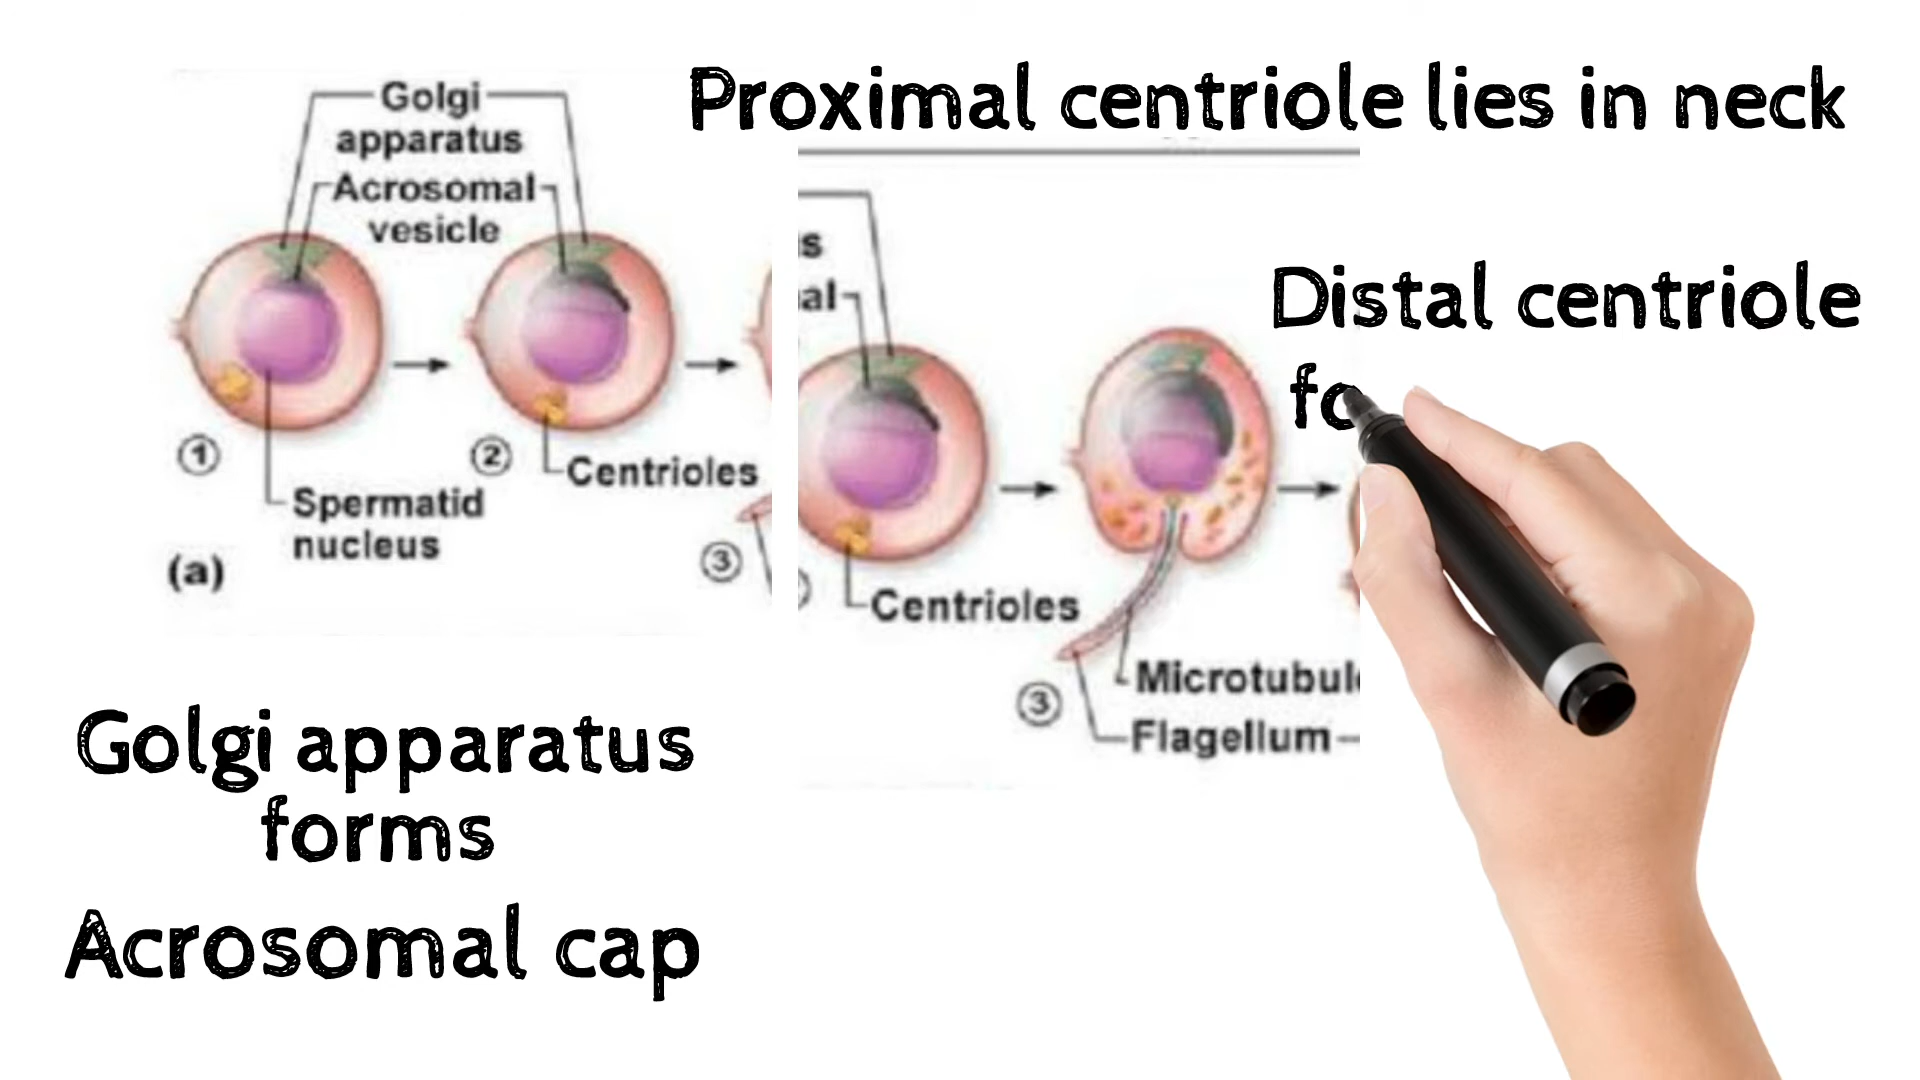 Proximal centriole lies in neck
Golgi
apparatus
Acrosomal
vesicle
1
2
Centrioles
Spermatid
nucleus
3
(a)
s
al
Distal centriole
fo
Centrioles
Microtubul
3
Flagellum
Golgi apparatus
forms
Acrosomal cap